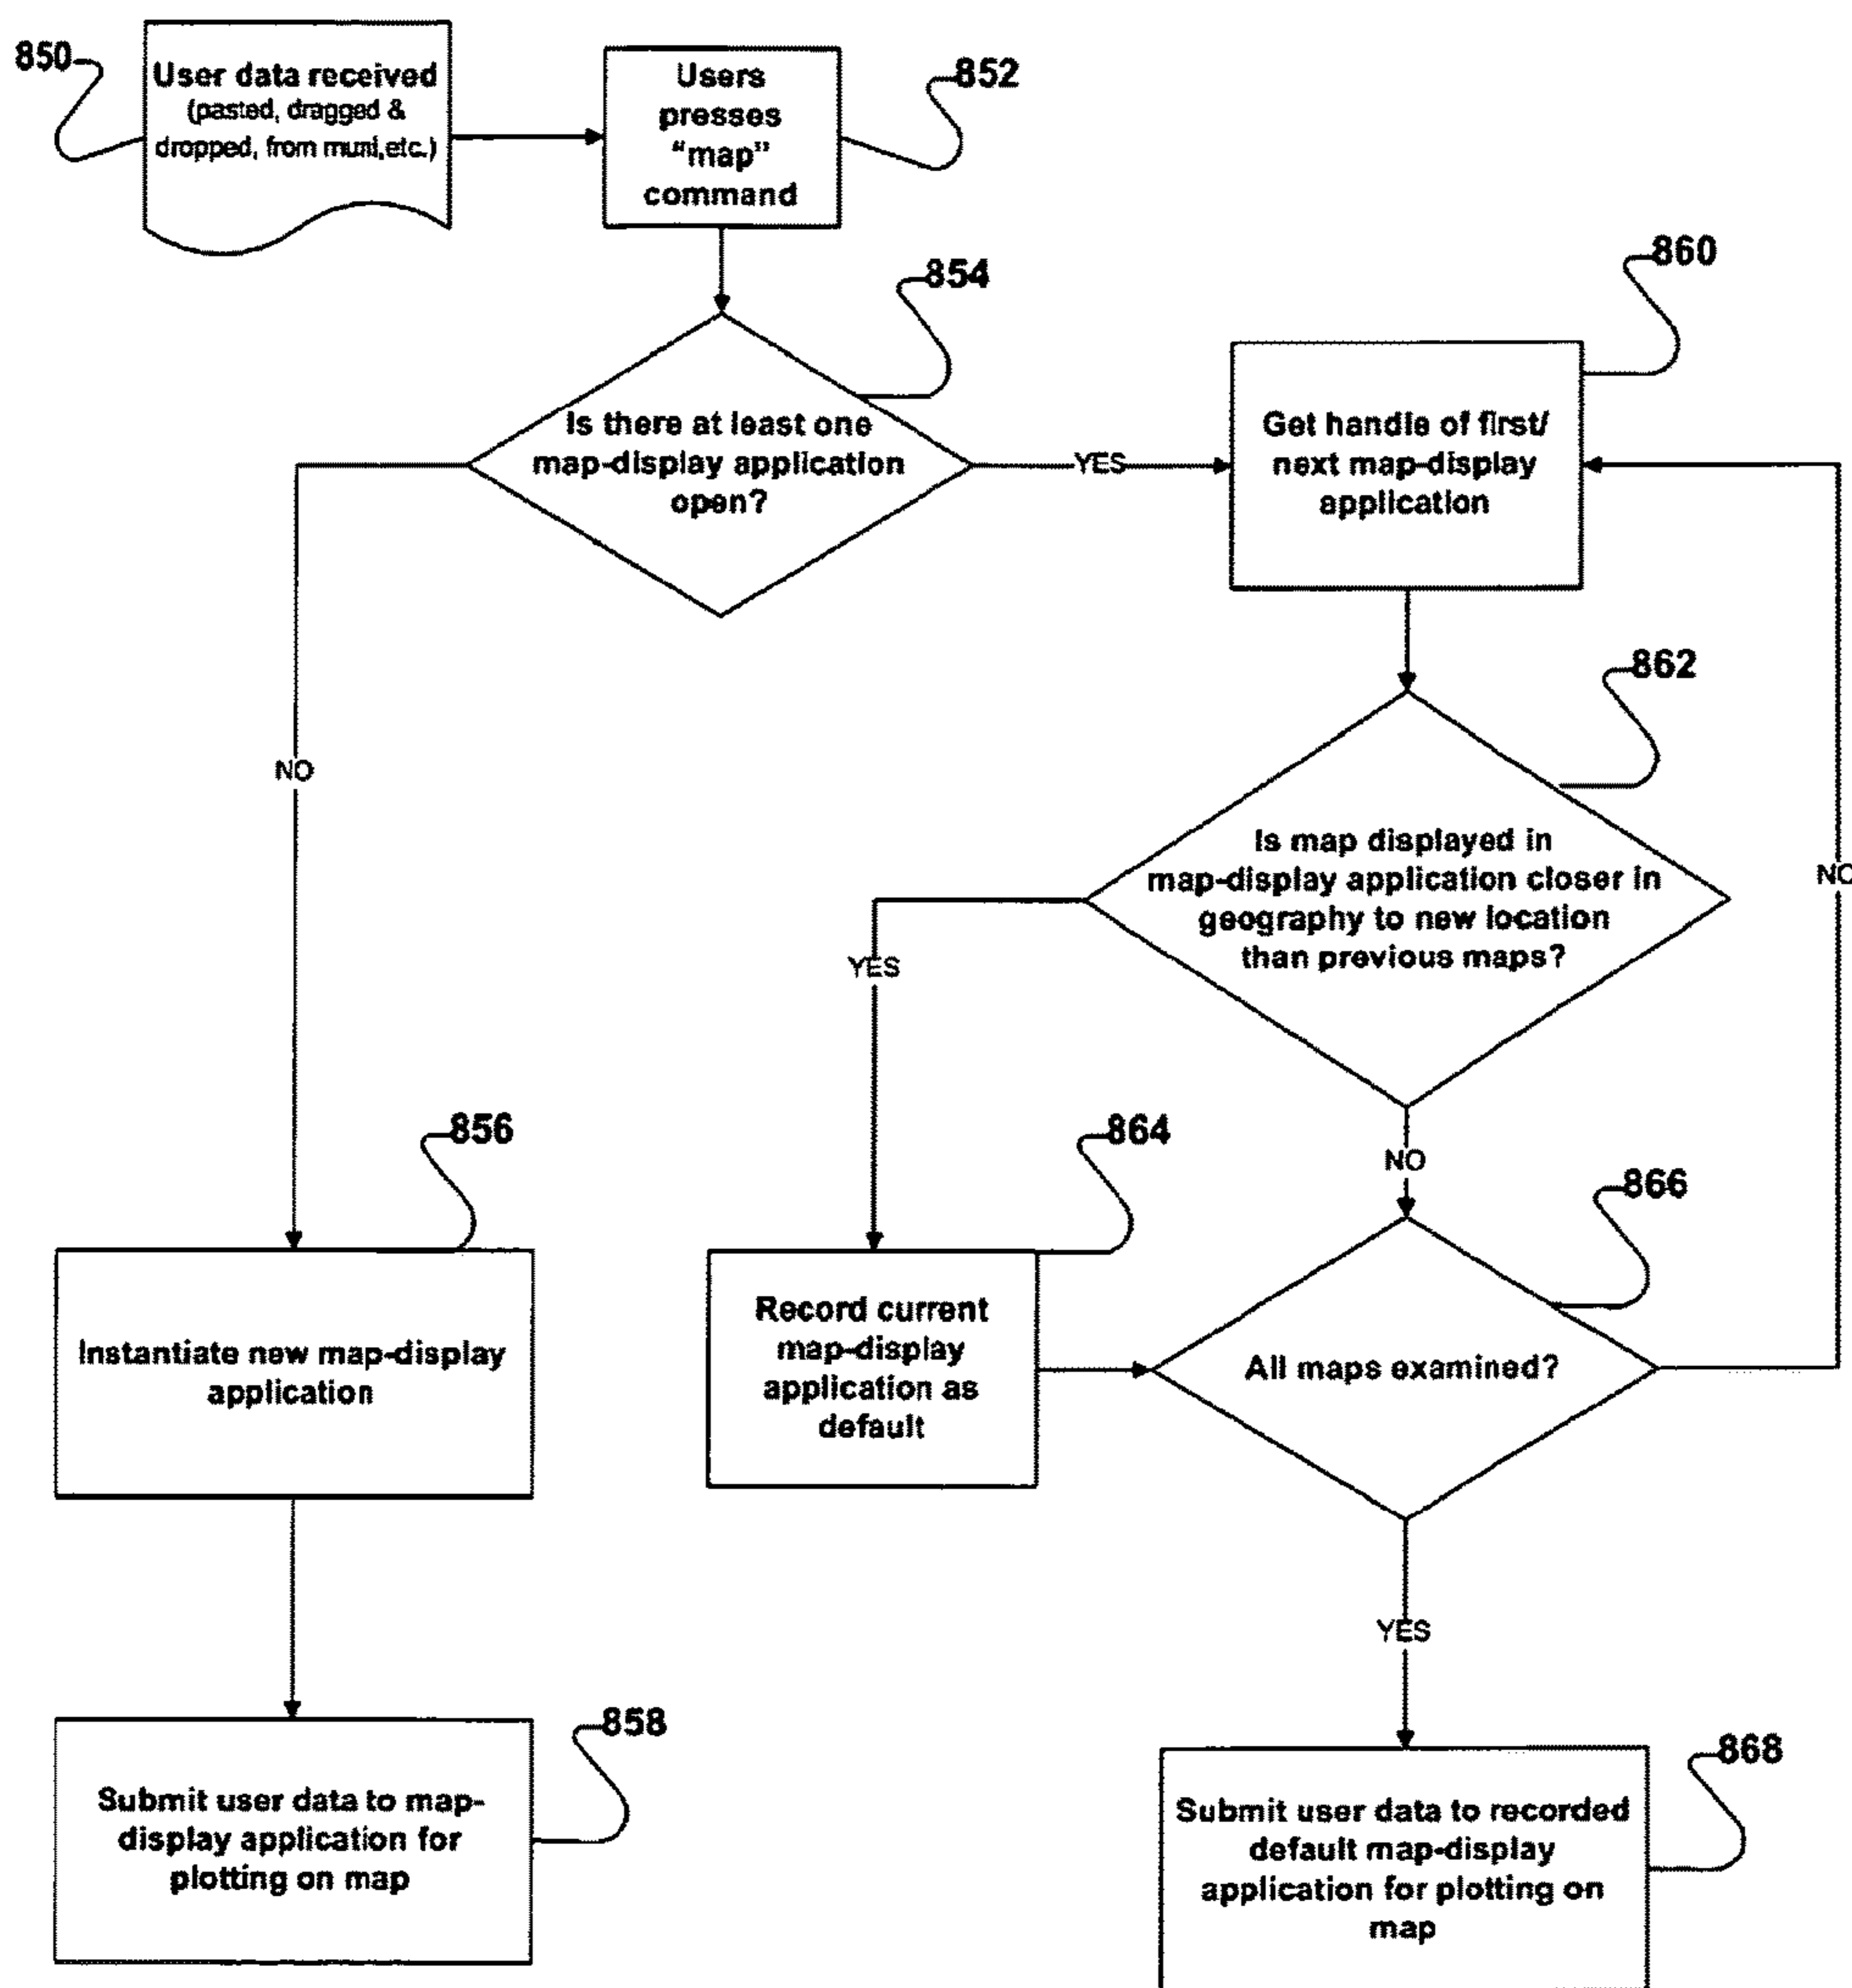 850
User data received
(pasted, dragged &
dropped, from muni,etc.)
Users
presses
“map”
command
852
854
Is there at least one
map-display application
open?
YES
NO
860
Get handle of first/
next map-display
application
862
Is map displayed in
map-display application closer in
geography to new location
than previous maps?
YES
NO
NO
856
Instantiate new map-display
application
864
Record current
map-display
application as
default
866
All maps examined?
YES
858
Submit user data to map-
display application for
plotting on map
868
Submit user data to recorded
default map-display
application for plotting on
map